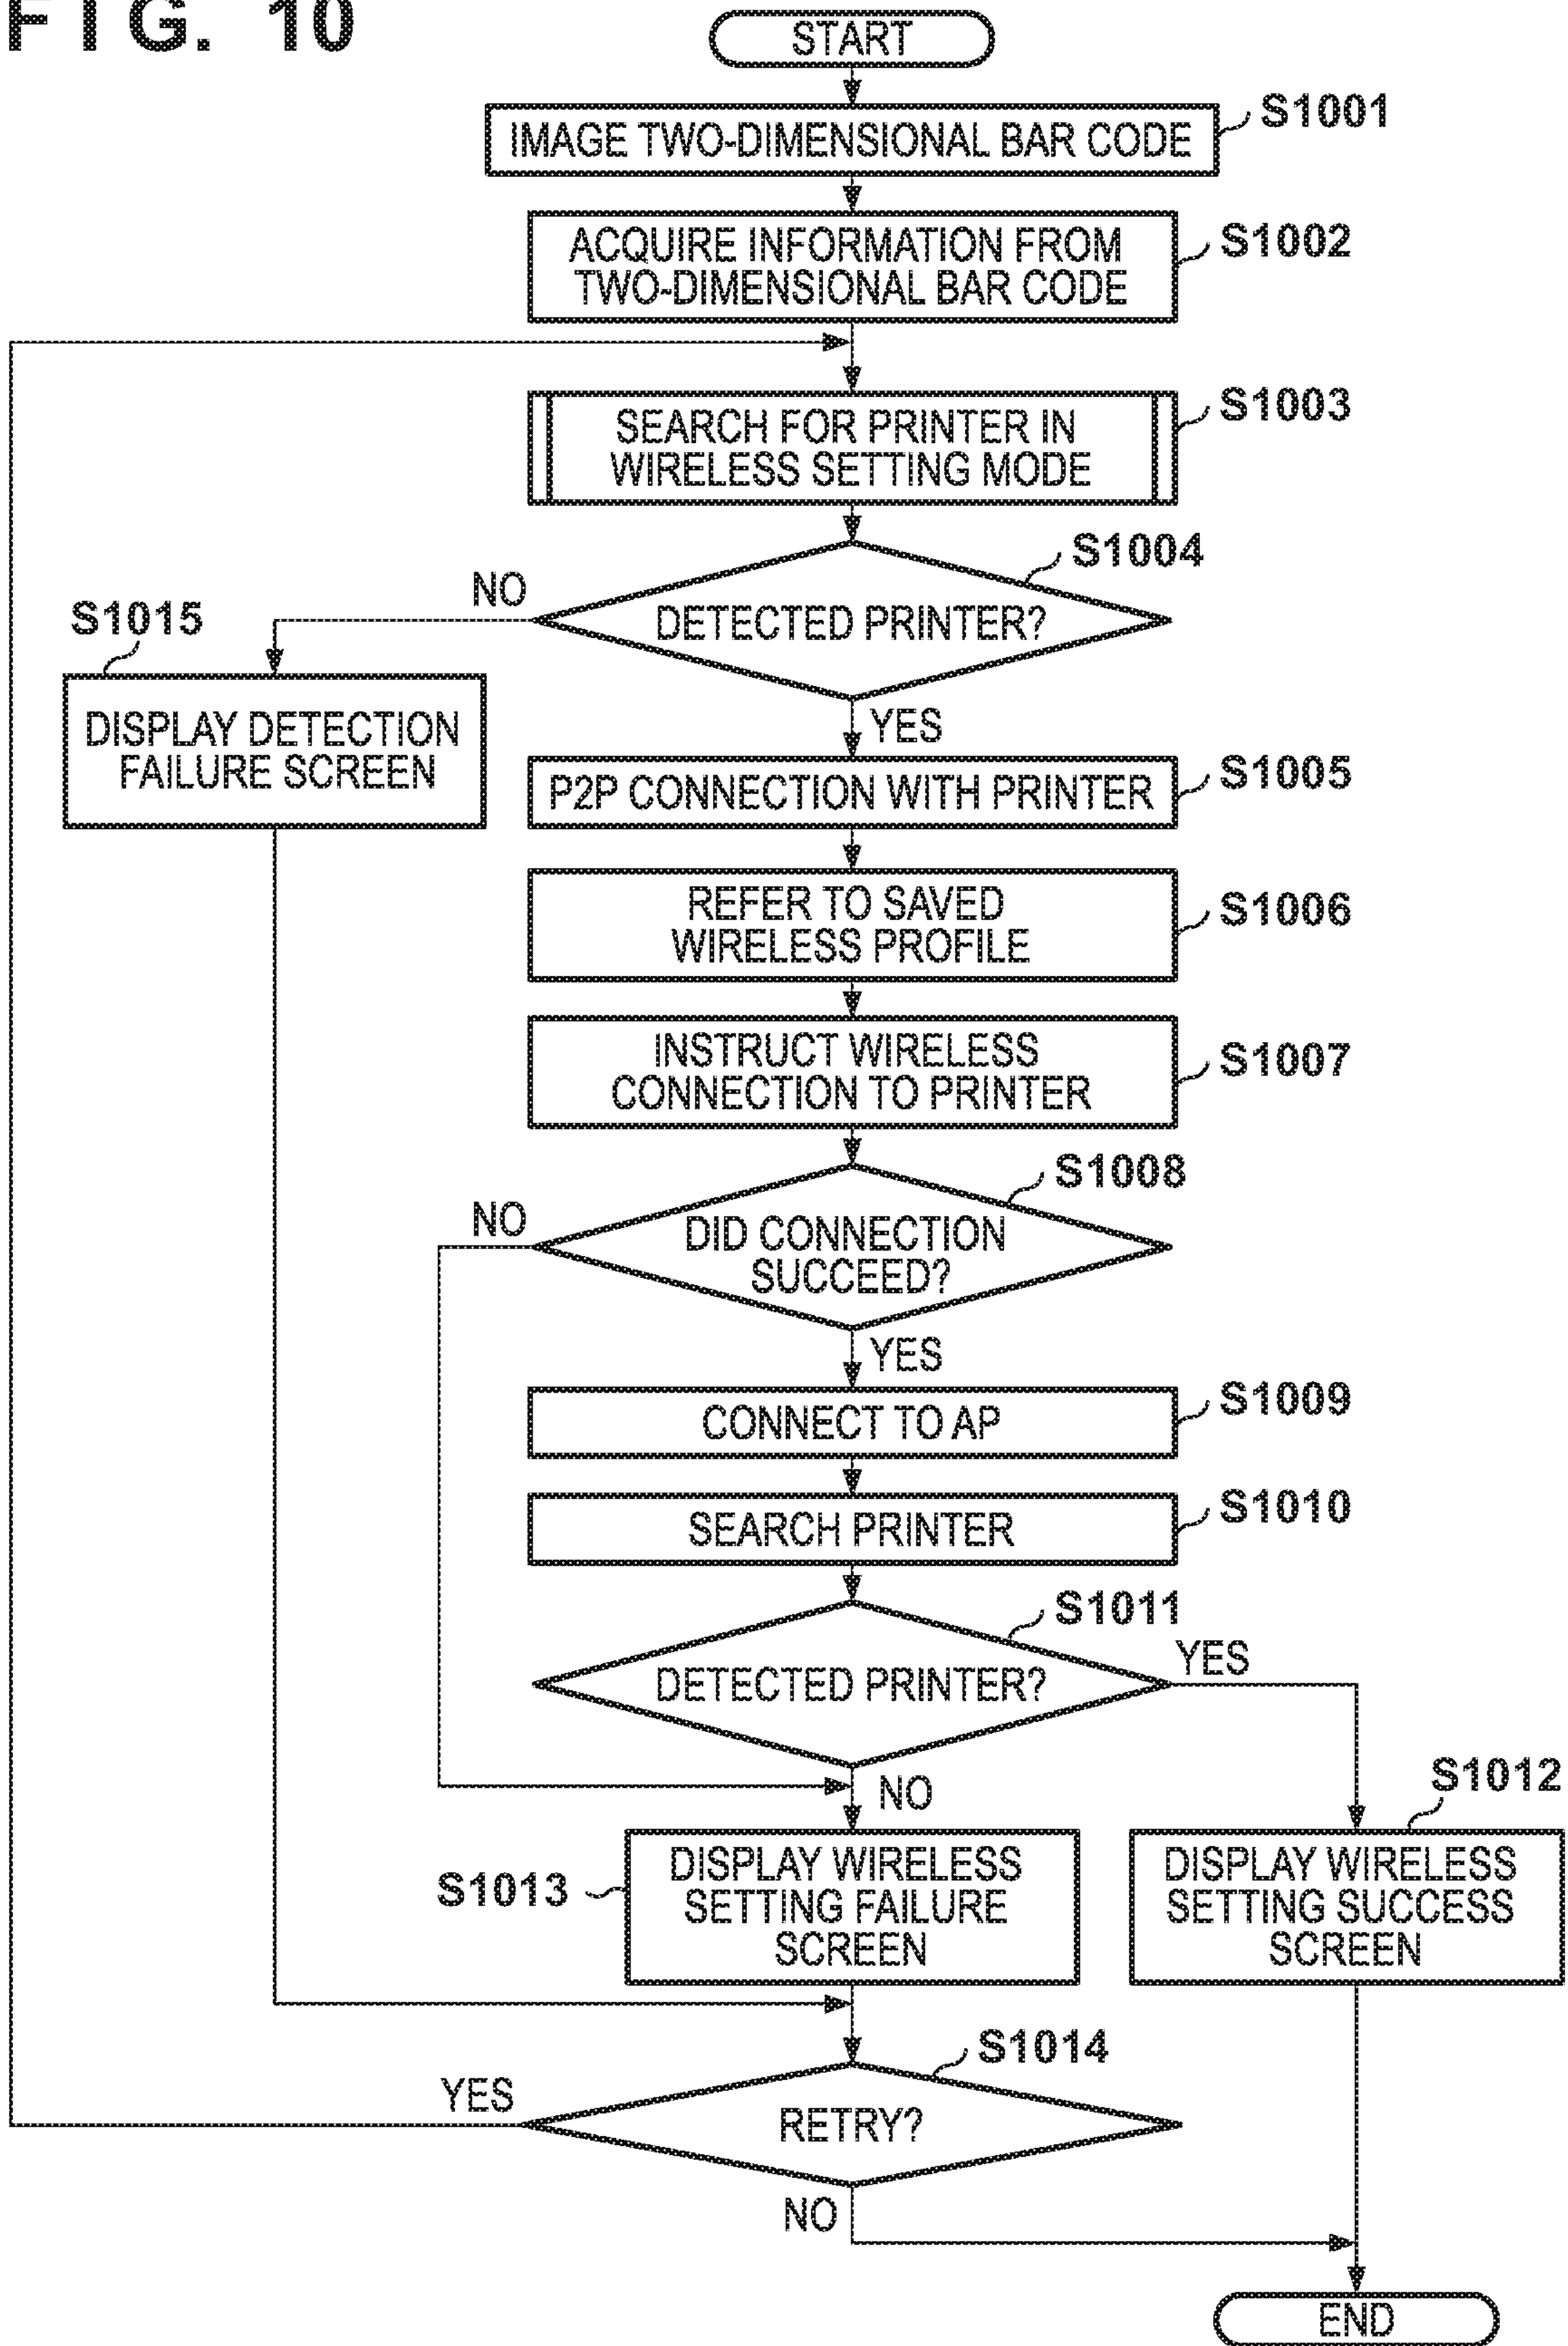 FIG. 10
START
IMAGE TWO-DIMENSIONAL BAR CODE
S1001
ACQUIRE INFORMATION FROM
TWO-DIMENSIONAL BAR CODE
S1002
SEARCH FOR PRINTER IN
WIRELESS SETTING MODE
S1003
S1004
NO
DETECTED PRINTER?
YES
S1015
DISPLAY DETECTION
FAILURE SCREEN
P2P CONNECTION WITH PRINTER
S1005
REFER TO SAVED
WIRELESS PROFILE
S1006
INSTRUCT WIRELESS
CONNECTION TO PRINTER
S1007
S1008
NO
DID CONNECTION
SUCCEED?
YES
CONNECT TO AP
S1009
SEARCH PRINTER
S1010
S1011
DETECTED PRINTER?
YES
NO
S1012
S1013
DISPLAY WIRELESS
SETTING FAILURE
SCREEN
DISPLAY WIRELESS
SETTING SUCCESS
SCREEN
S1014
YES
RETRY?
NO
END